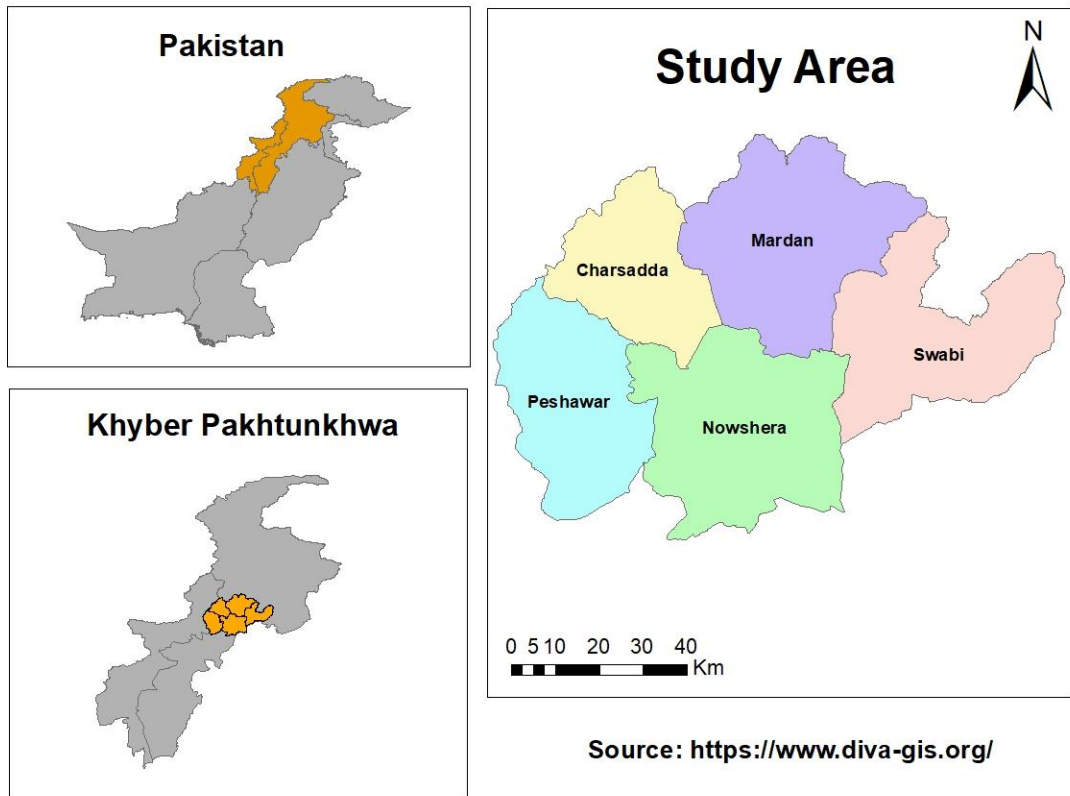 Pakistan
Khyber Pakhtunkhwa
Study Area
N
Mardan
Charsadda
Swabi
Peshawar
Nowshera
0 5 10 20 30 40
Km
Source: https://www.diva-gis.org/